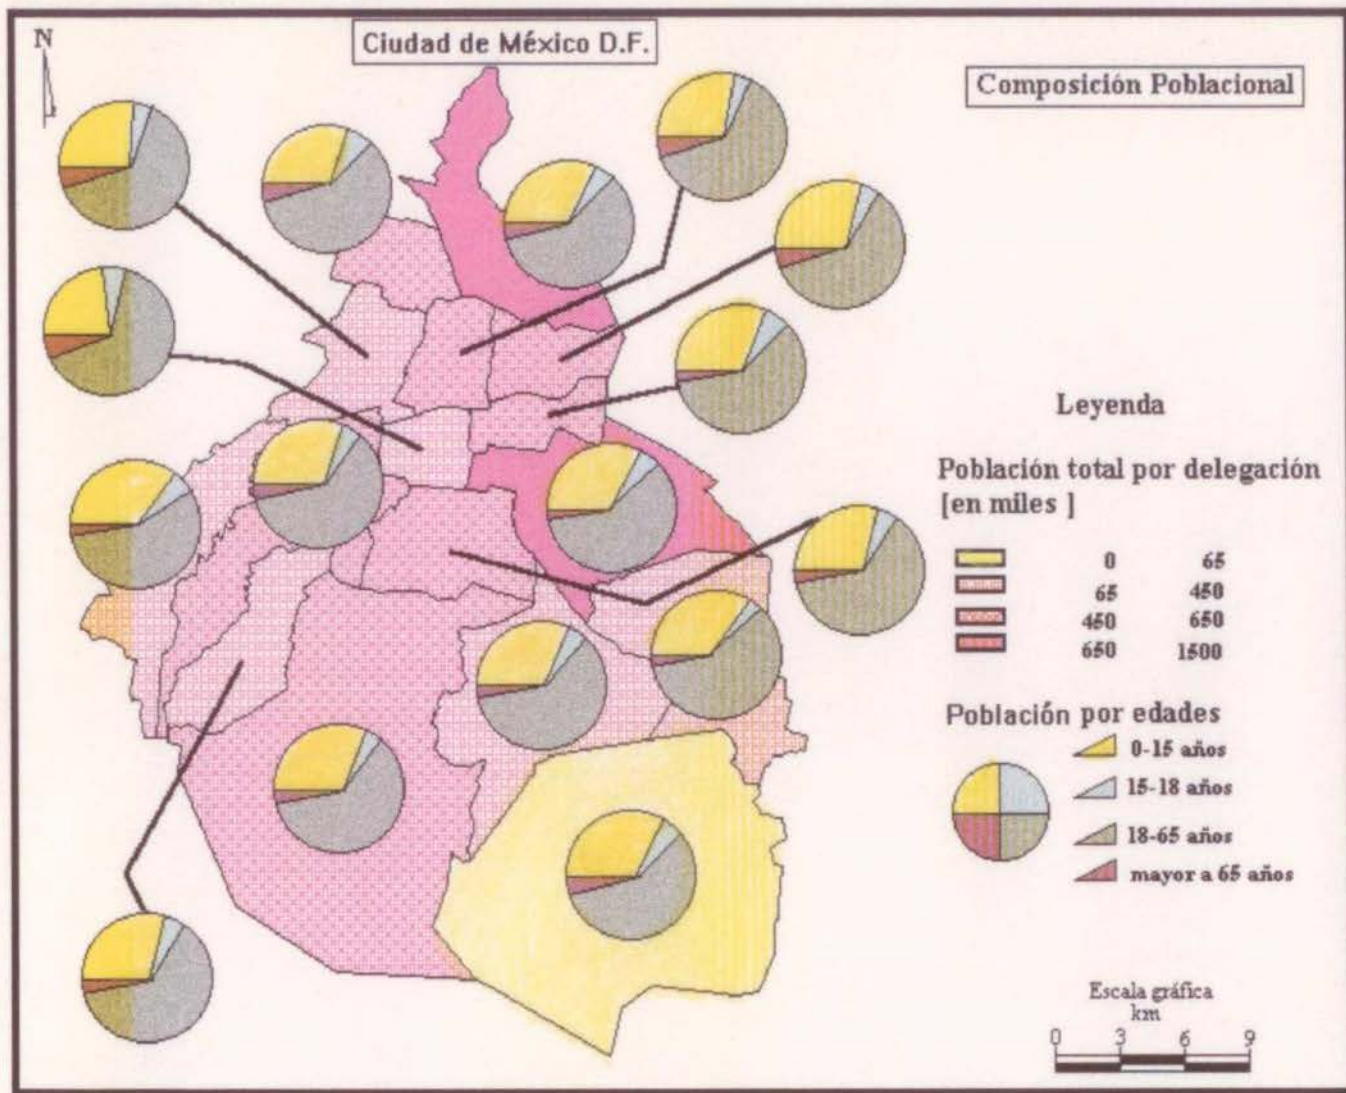 N
Ciudad de México D.F.
Composición Poblacional
Leyenda
Población total por delegación
[en miles ]
0 65
65 450
450 650
650 1500
Población por edades
0-15 años
15-18 años
18-65 años
mayor a 65 años
Escala gráfica
km
0 3 6 9